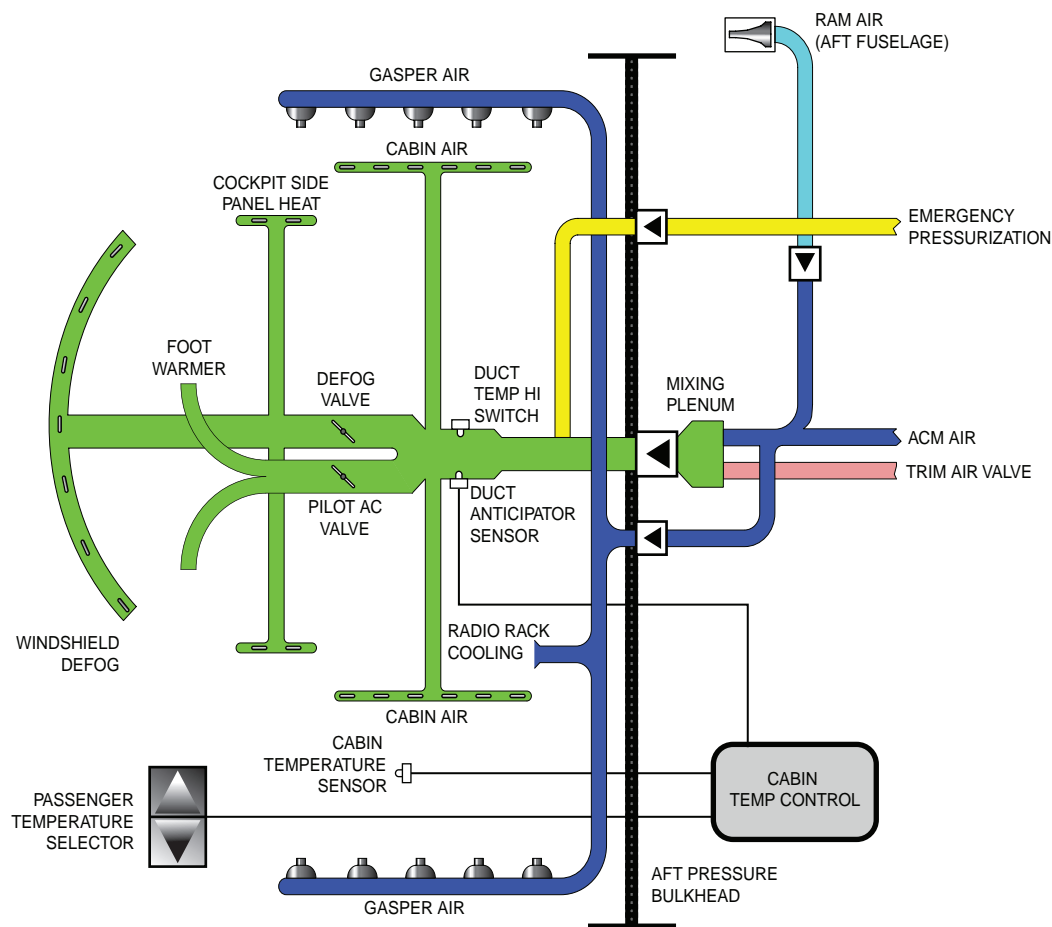 RAM AIR
(AFT FUSELAGE)
GASPER AIR
CABIN AIR
COCKPIT SIDE
PANEL HEAT
EMERGENCY
PRESSURIZATION
FOOT
WARMER
DEFOG
VALVE
DUCT
TEMP HI
SWITCH
MIXING
PLENUM
ACM AIR
TRIM AIR VALVE
PILOT AC
VALVE
DUCT
ANTICIPATOR
SENSOR
WINDSHIELD
DEFOG
RADIO RACK
COOLING
CABIN AIR
CABIN
TEMPERATURE
SENSOR
CABIN
TEMP CONTROL
PASSENGER
TEMPERATURE
SELECTOR
AFT PRESSURE
BULKHEAD
GASPER AIR